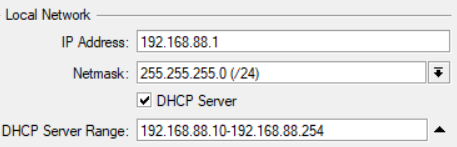 Local Network
IP Address: 192.168.88.1
Netmask: 255.255.255.0 (/24)
DHCP Server
DHCP Server Range: 192.168.88.10-192.168.88.254